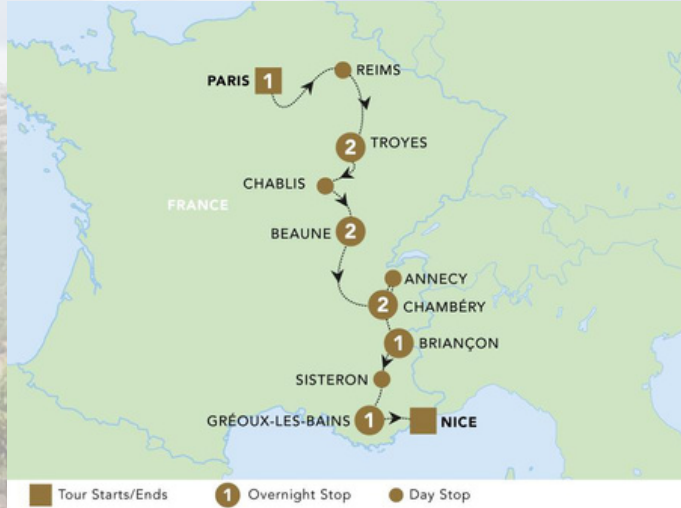 PARIS 1
REIMS
2 TROYES
CHABLIS
FRANCE
BEAUNE 2
ANNECY
2 CHAMBÉRY
1 BRIANÇON
SISTERON
GRÉOUX-LES-BAINS 1 NICE
Tour Starts/Ends 1 Overnight Stop Day Stop